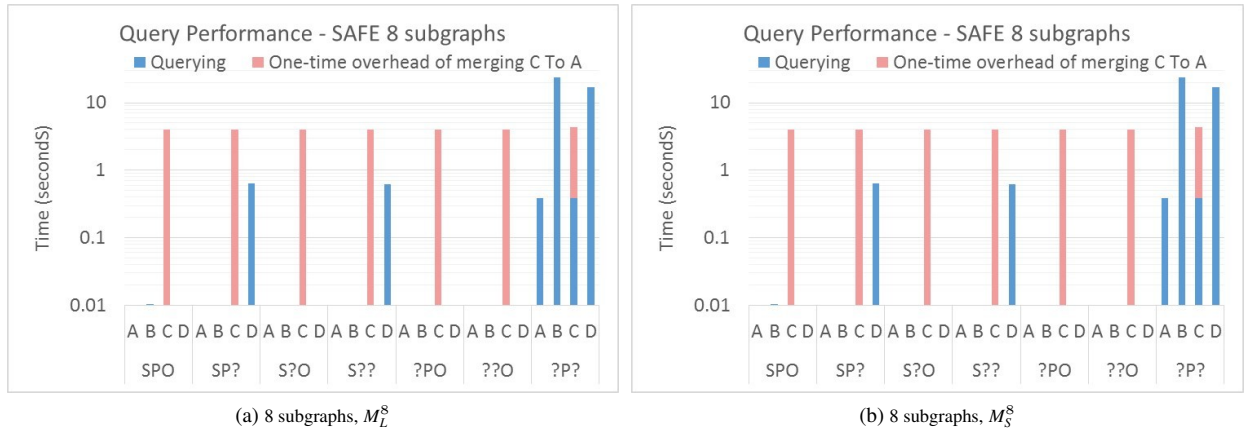 Query Performance - SAFE 8 subgraphs
Querying One-time overhead of merging C To A
Time (secondS)
10
1
0.1
0.01
A B C D A B C D A B C D A B C D A B C D A B C D A B C D
SPO SP? S?O S?? ?PO ??O ?P?
(a) 8 subgraphs, M_L^8
Query Performance - SAFE 8 subgraphs
Querying One-time overhead of merging C To A
Time (secondS)
10
1
0.1
0.01
A B C D A B C D A B C D A B C D A B C D A B C D A B C D
SPO SP? S?O S?? ?PO ??O ?P?
(b) 8 subgraphs, M_S^8